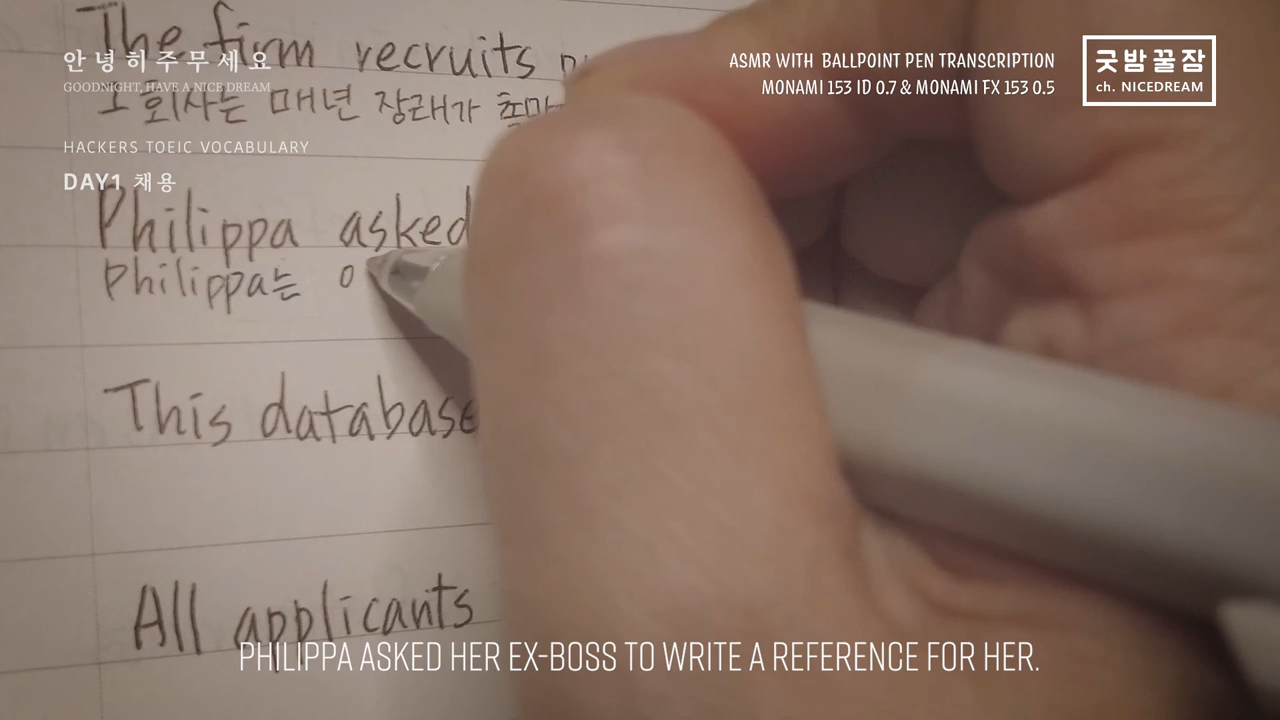 안녕히주무세요
GOODNIGHT, HAVE A NICE DREAM
HACKERS TOEIC VOCABULARY
DAY1 채용
ASMR WITH BALLPOINT PEN TRANSCRIPTION
MONAMI 153 ID 0.7 & MONAMI FX 153 0.5
굿밤꿀잠
ch. NICEDREAM
The firm recruits
그 회사는 매년 장래가
Philippa asked
Philippa는
This database
All applicants
PHILIPPA ASKED HER EX-BOSS TO WRITE A REFERENCE FOR HER.